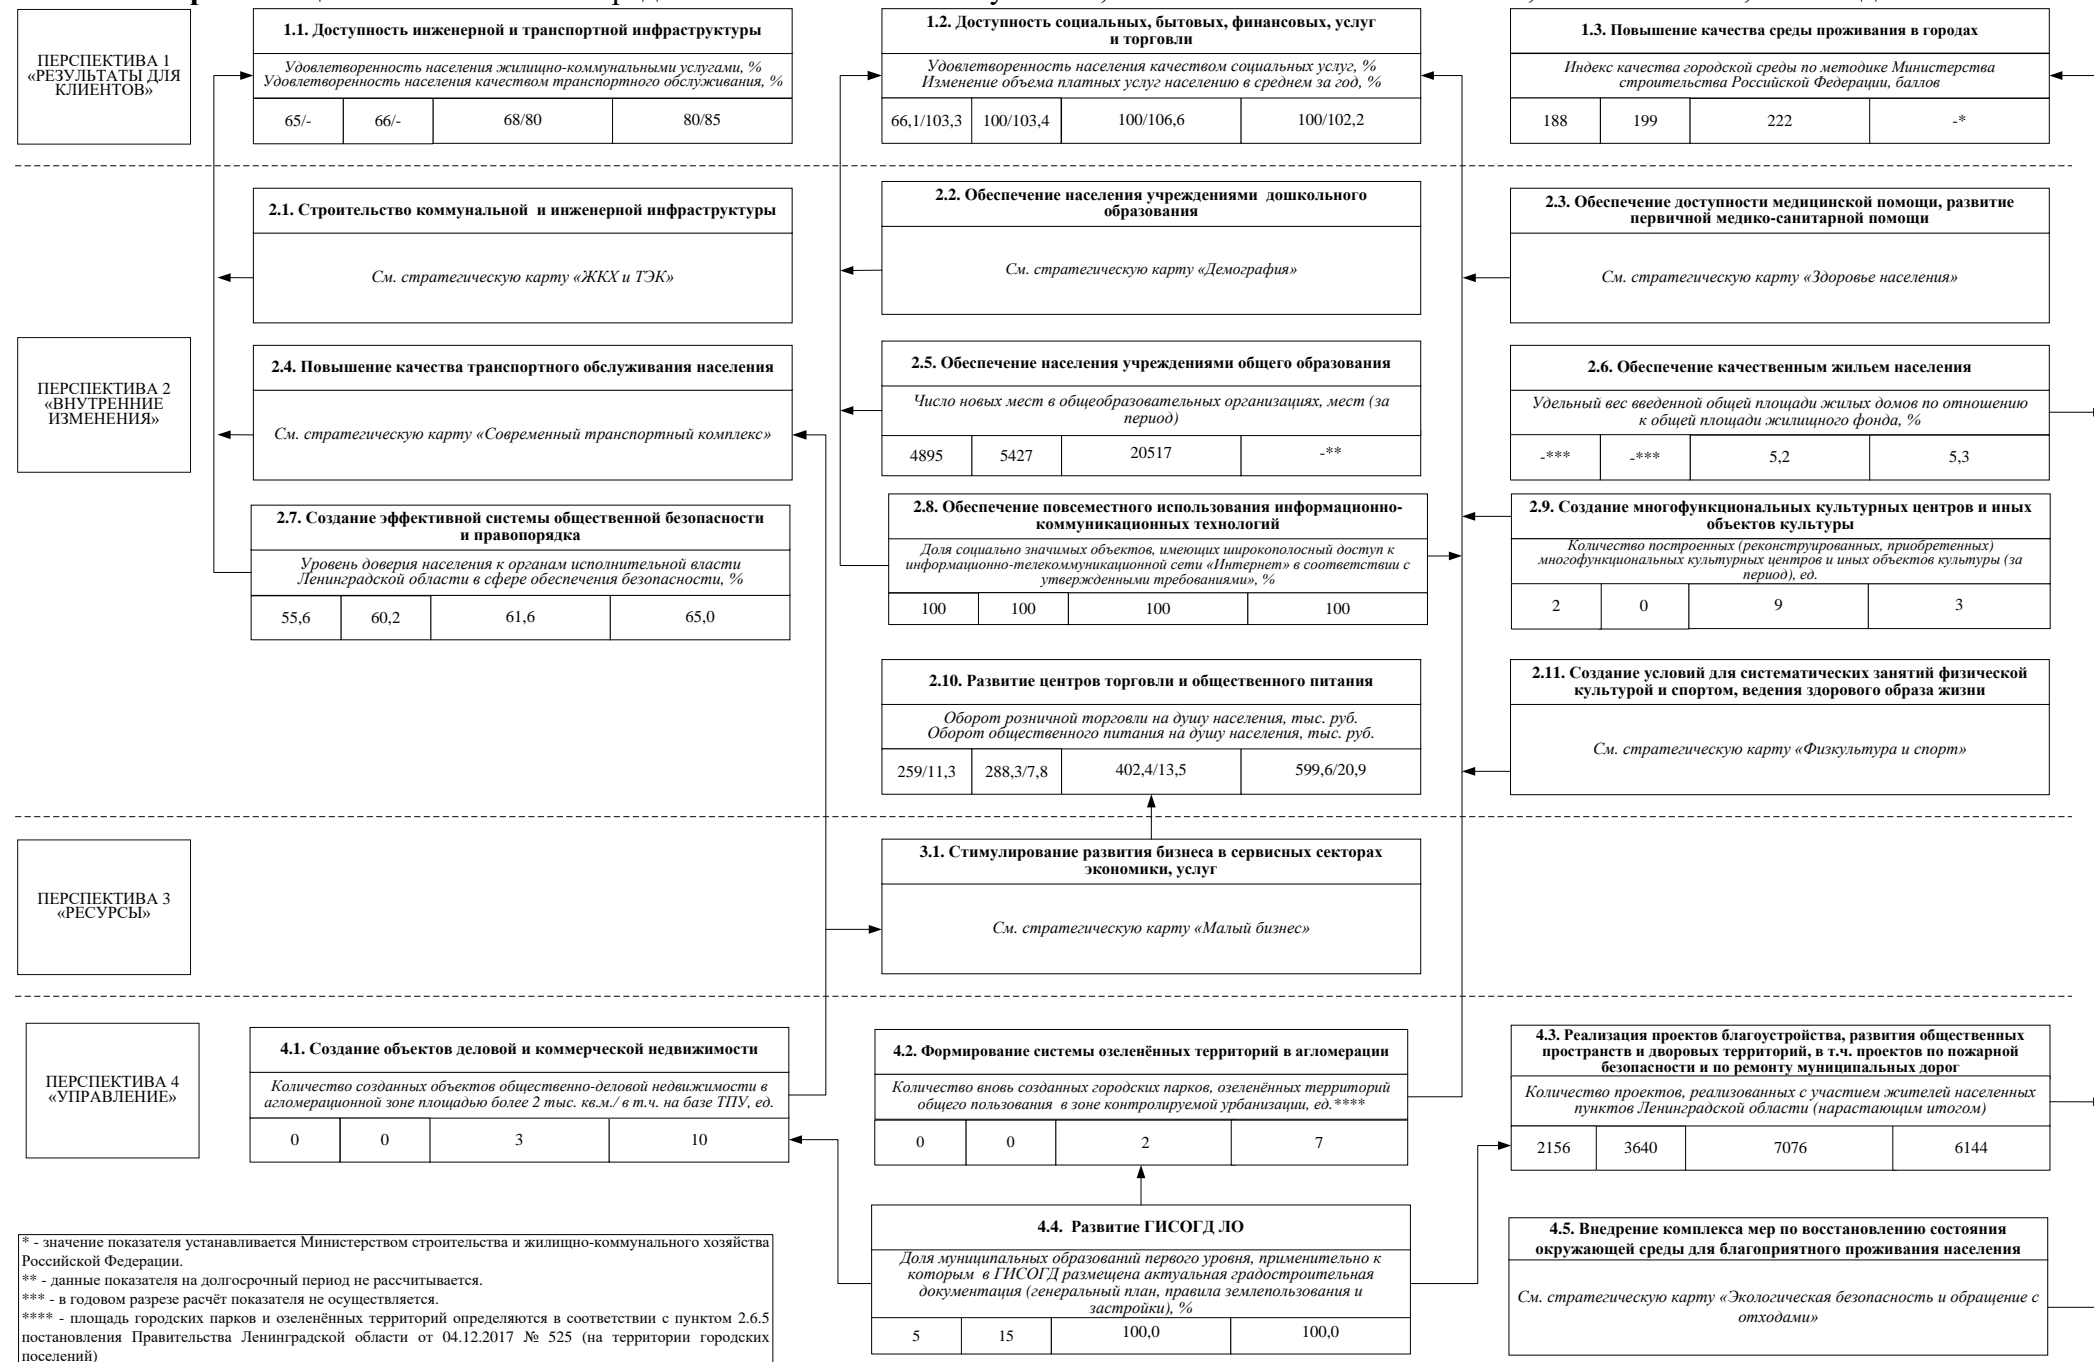 ПЕРСПЕКТИВА 1
«РЕЗУЛЬТАТЫ ДЛЯ
КЛИЕНТОВ»
1.1. Доступность инженерной и транспортной инфраструктуры
Удовлетворенность населения жилищно-коммунальными услугами, %
Удовлетворенность населения качеством транспортного обслуживания, %
65/-
66/-
68/80
80/85
1.2. Доступность социальных, бытовых, финансовых, услуг
и торговли
Удовлетворенность населения качеством социальных услуг, %
Изменение объема платных услуг населению в среднем за год, %
66,1/103,3
100/103,4
100/106,6
100/102,2
1.3. Повышение качества среды проживания в городах
Индекс качества городской среды по методике Министерства
строительства Российской Федерации, баллов
188
199
222
-*
ПЕРСПЕКТИВА 2
«ВНУТРЕННИЕ
ИЗМЕНЕНИЯ»
2.1. Строительство коммунальной и инженерной инфраструктуры
См. стратегическую карту «ЖКХ и ТЭК»
2.2. Обеспечение населения учреждениями дошкольного
образования
См. стратегическую карту «Демография»
2.3. Обеспечение доступности медицинской помощи, развитие
первичной медико-санитарной помощи
См. стратегическую карту «Здоровье населения»
2.4. Повышение качества транспортного обслуживания населения
См. стратегическую карту «Современный транспортный комплекс»
2.5. Обеспечение населения учреждениями общего образования
Число новых мест в общеобразовательных организациях, мест (за
период)
4895
5427
20517
-**
2.6. Обеспечение качественным жильем населения
Удельный вес введенной общей площади жилых домов по отношению
к общей площади жилищного фонда, %
-***
-***
5,2
5,3
2.7. Создание эффективной системы общественной безопасности
и правопорядка
Уровень доверия населения к органам исполнительной власти
Ленинградской области в сфере обеспечения безопасности, %
55,6
60,2
61,6
65,0
2.8. Обеспечение повсеместного использования информационно-
коммуникационных технологий
Доля социально значимых объектов, имеющих широкополосный доступ к
информационно-телекоммуникационной сети «Интернет» в соответствии с
утвержденными требованиями», %
100
100
100
100
2.9. Создание многофункциональных культурных центров и иных
объектов культуры
Количество построенных (реконструированных, приобретенных)
многофункциональных культурных центров и иных объектов культуры (за
период), ед.
2
0
9
3
2.10. Развитие центров торговли и общественного питания
Оборот розничной торговли на душу населения, тыс. руб.
Оборот общественного питания на душу населения, тыс. руб.
259/11,3
288,3/7,8
402,4/13,5
599,6/20,9
2.11. Создание условий для систематических занятий физической
культурой и спортом, ведения здорового образа жизни
См. стратегическую карту «Физкультура и спорт»
ПЕРСПЕКТИВА 3
«РЕСУРСЫ»
3.1. Стимулирование развития бизнеса в сервисных секторах
экономики, услуг
См. стратегическую карту «Малый бизнес»
ПЕРСПЕКТИВА 4
«УПРАВЛЕНИЕ»
4.1. Создание объектов деловой и коммерческой недвижимости
Количество созданных объектов общественно-деловой недвижимости в
агломерационной зоне площадью более 2 тыс. кв.м./ в т.ч. на базе ТПУ, ед.
0
0
3
10
4.2. Формирование системы озеленённых территорий в агломерации
Количество вновь созданных городских парков, озеленённых территорий
общего пользования в зоне контролируемой урбанизации, ед.****
0
0
2
7
4.3. Реализация проектов благоустройства, развития общественных
пространств и дворовых территорий, в т.ч. проектов по пожарной
безопасности и по ремонту муниципальных дорог
Количество проектов, реализованных с участием жителей населенных
пунктов Ленинградской области (нарастающим итогом)
2156
3640
7076
6144
4.4. Развитие ГИСОГД ЛО
Доля муниципальных образований первого уровня, применительно к
которым в ГИСОГД размещена актуальная градостроительная
документация (генеральный план, правила землепользования и
застройки), %
5
15
100,0
100,0
4.5. Внедрение комплекса мер по восстановлению состояния
окружающей среды для благоприятного проживания населения
См. стратегическую карту «Экологическая безопасность и обращение с
отходами»
* - значение показателя устанавливается Министерством строительства и жилищно-коммунального хозяйства
Российской Федерации.
** - данные показателя на долгосрочный период не рассчитывается.
*** - в годовом разрезе расчёт показателя не осуществляется.
**** - площадь городских парков и озеленённых территорий определяются в соответствии с пунктом 2.6.5
постановления Правительства Ленинградской области от 04.12.2017 № 525 (на территории городских
поселений)